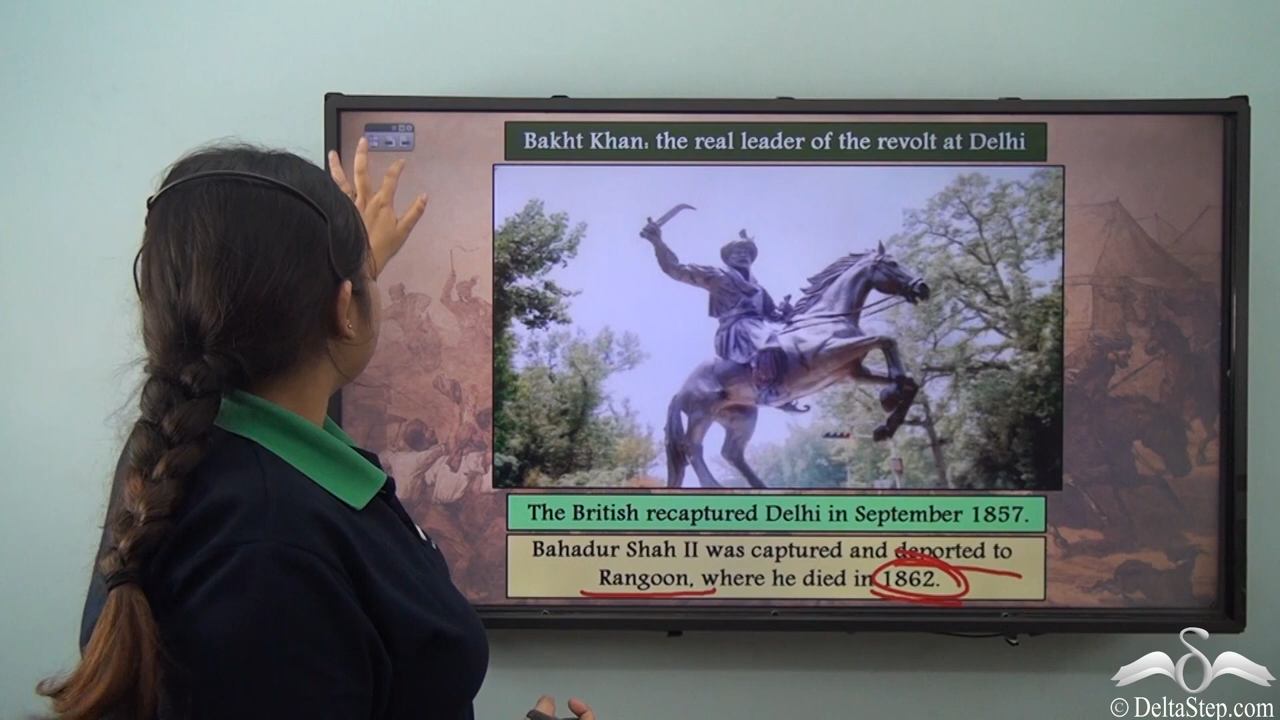 Bakht Khan: the real leader of the revolt at Delhi
The British recaptured Delhi in September 1857.
Bahadur Shah II was captured and deported to
Rangoon, where he died in 1862.
© DeltaStep.com